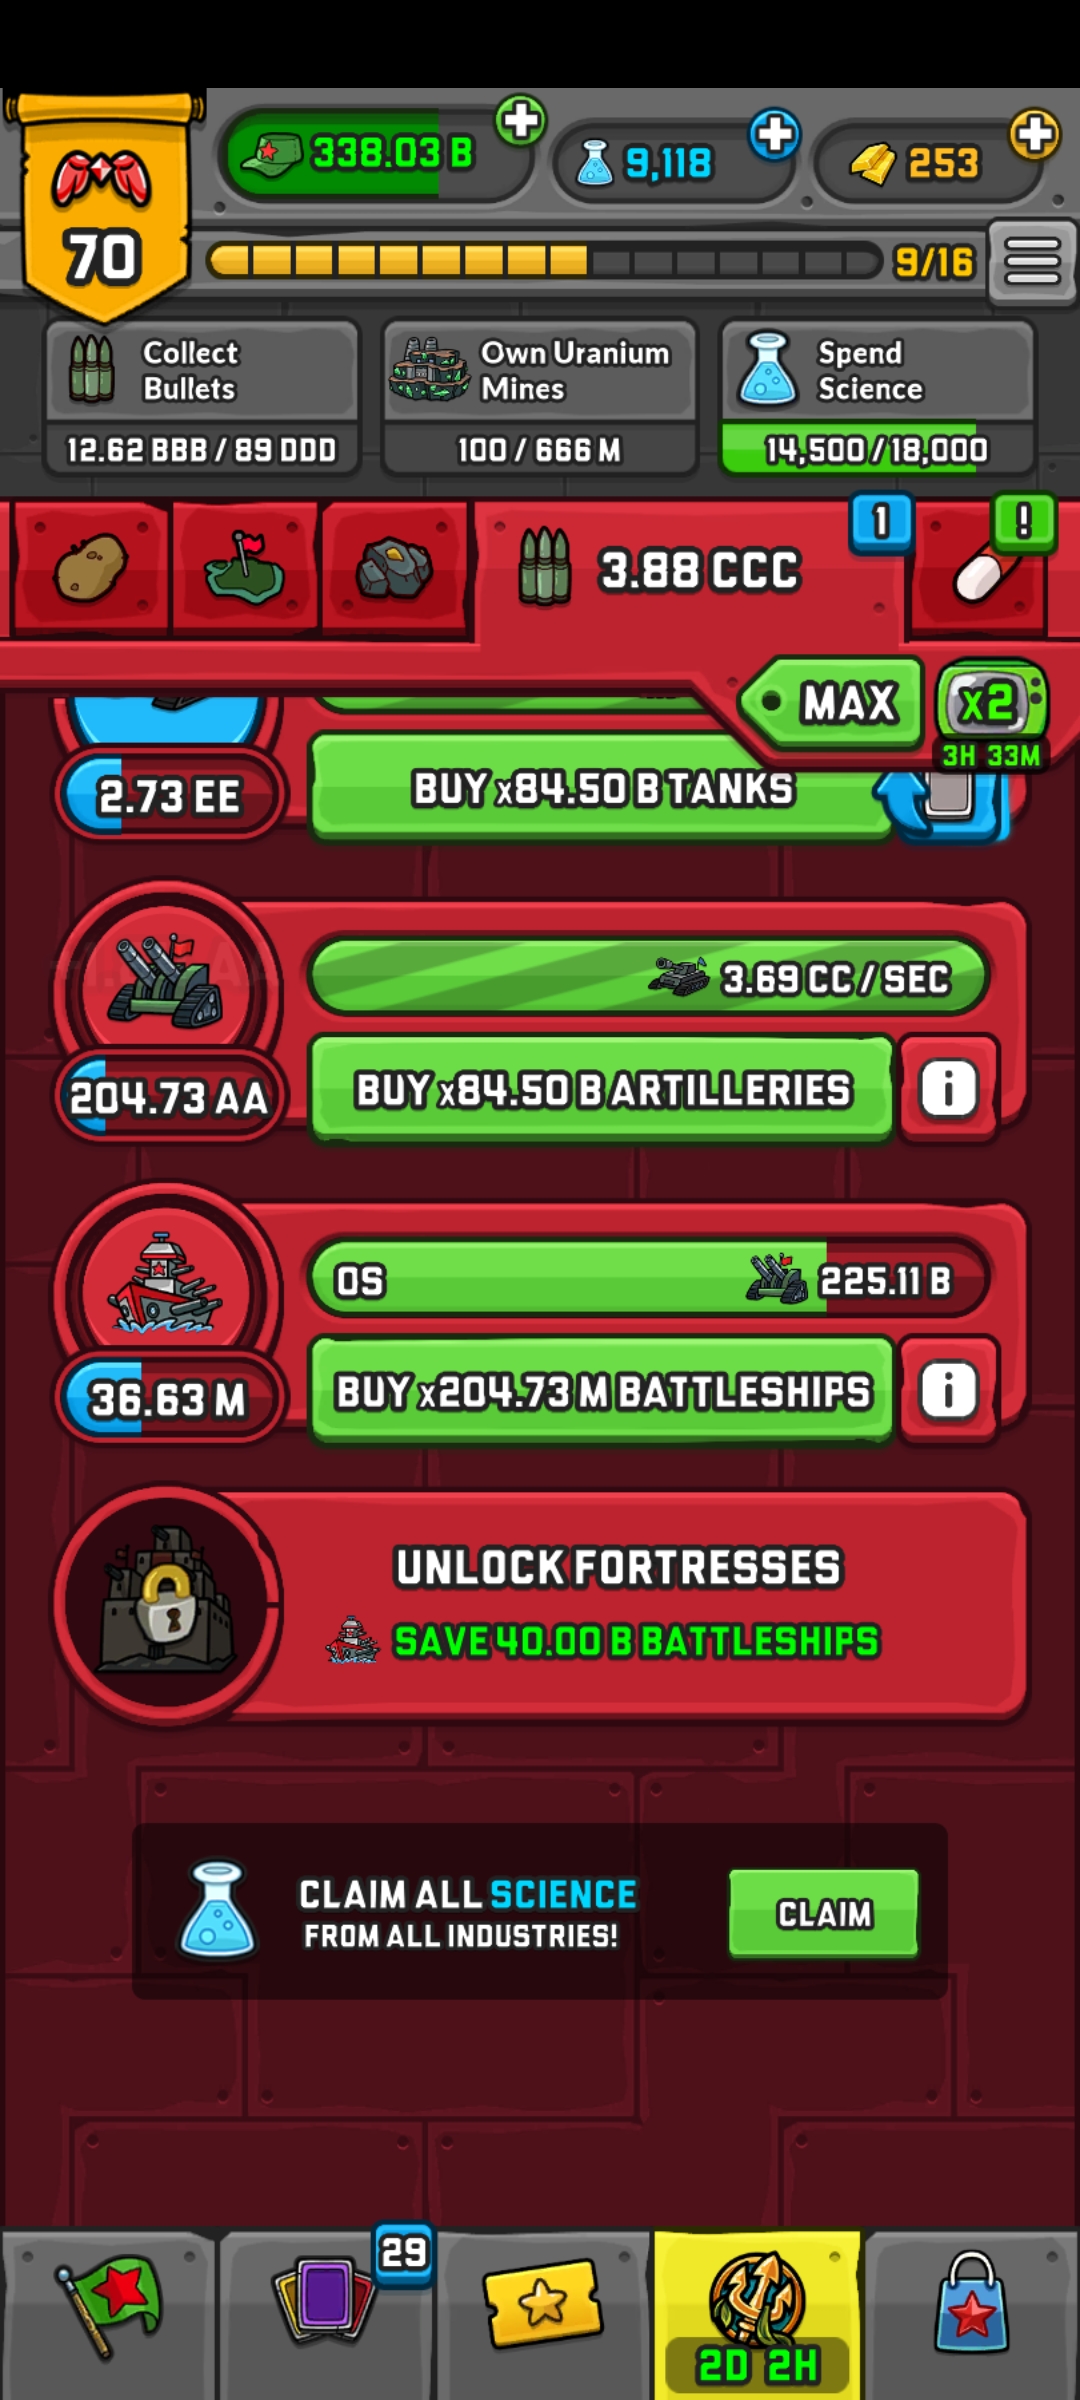 338.03 B
9,118
253
70
9/16
Collect
Bullets
12.62 BBB / 89 DDD
Own Uranium
Mines
100 / 666 M
Spend
Science
14,500/18,000
3.88 CCC
1
!
MAX
x2
3H 33M
2.73 EE
BUY x84.50 B TANKS
3.69 CC / SEC
204.73 AA
BUY x84.50 B ARTILLERIES
i
0S
225.11 B
36.63 M
BUY x204.73 M BATTLESHIPS
i
UNLOCK FORTRESSES
SAVE 40.00 B BATTLESHIPS
CLAIM ALL SCIENCE
FROM ALL INDUSTRIES!
CLAIM
29
2D 2H